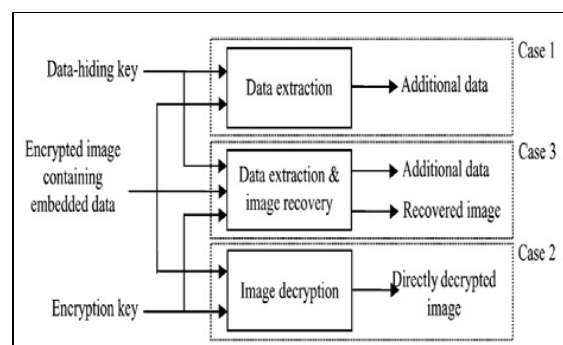 Case 1
Data-hiding key
Data extraction
Additional data
Encrypted image
containing
embedded data
Case 3
Data extraction &
image recovery
Additional data
Recovered image
Case 2
Encryption key
Image decryption
Directly decrypted
image